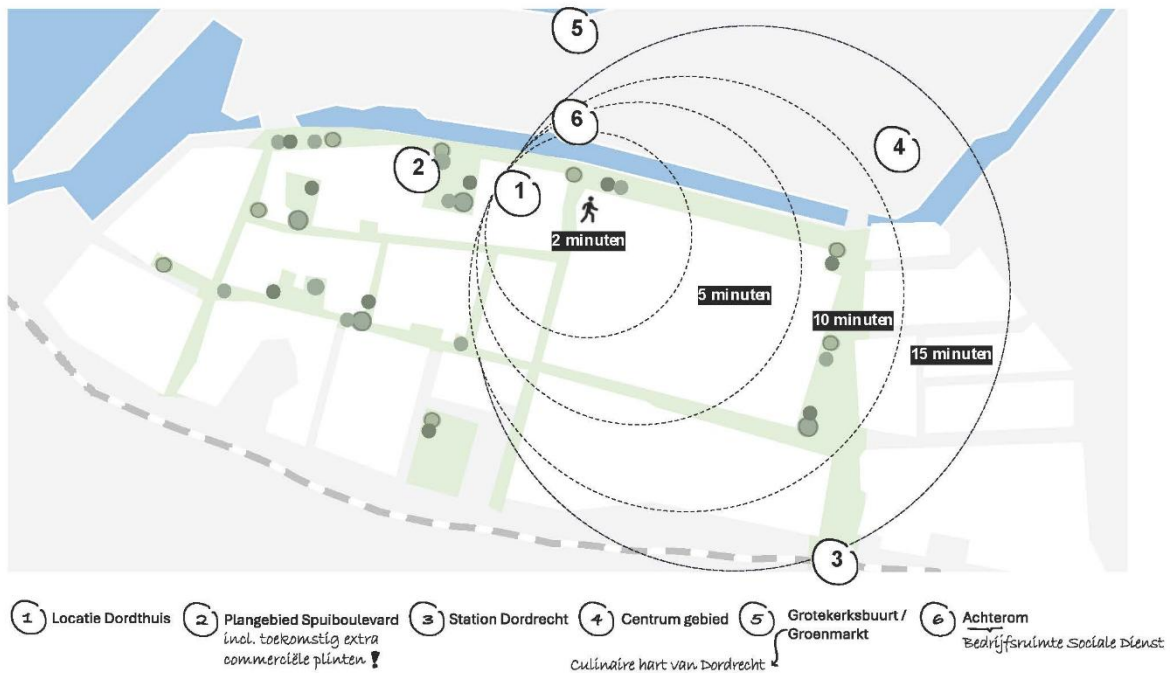 5
6
4
2
1
2 minuten
5 minuten
10 minuten
15 minuten
3
1 Locatie Dordthuis
2 Plangebied Spuiboulevard
incl. toekomstig extra
commerciële plinten !
3 Station Dordrecht
4 Centrum gebied
5 Grotekerksbuurt /
Groenmarkt
Culinaire hart van Dordrecht
6 Achterom
Bedrijfsruimte Sociale Dienst